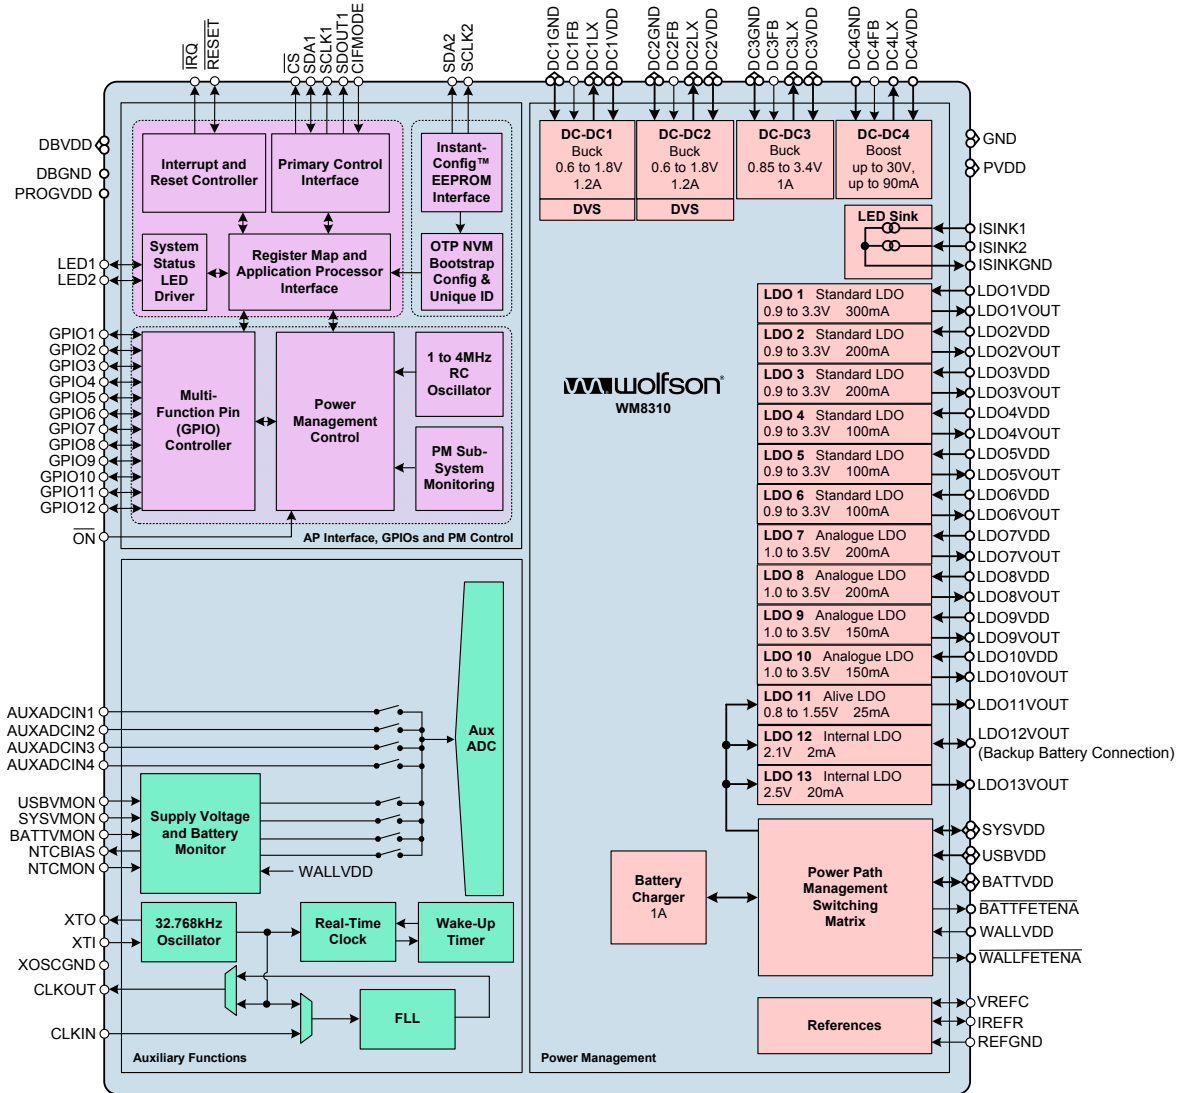 IRQ
RESET
CS
SDA1
SCLK1
SDOUT1
CIFMODE
SDA2
SCLK2
DC1GND
DC1FB
DC1LX
DC1VDD
DC2GND
DC2FB
DC2LX
DC2VDD
DC3GND
DC3FB
DC3LX
DC3VDD
DC4GND
DC4FB
DC4LX
DC4VDD
DBVDD
DBGND
PROGVDD
LED1
LED2
GPIO1
GPIO2
GPIO3
GPIO4
GPIO5
GPIO6
GPIO7
GPIO8
GPIO9
GPIO10
GPIO11
GPIO12
ON
Interrupt and
Reset Controller
Primary Control
Interface
Instant-
Config™
EEPROM
Interface
System
Status
LED
Driver
Register Map and
Application Processor
Interface
OTP NVM
Bootstrap
Config &
Unique ID
Multi-
Function Pin
(GPIO)
Controller
Power
Management
Control
1 to 4MHz
RC
Oscillator
PM Sub-
System
Monitoring
AP Interface, GPIOs and PM Control
AUXADCIN1
AUXADCIN2
AUXADCIN3
AUXADCIN4
USBVMON
SYSVMON
BATTVMON
NTCBIAS
NTCMON
XTO
XTI
XOSCGND
CLKOUT
CLKIN
Aux
ADC
Supply Voltage
and Battery
Monitor
WALLVDD
32.768kHz
Oscillator
Real-Time
Clock
Wake-Up
Timer
FLL
Auxiliary Functions
DC-DC1
Buck
0.6 to 1.8V
1.2A
DVS
DC-DC2
Buck
0.6 to 1.8V
1.2A
DVS
DC-DC3
Buck
0.85 to 3.4V
1A
DC-DC4
Boost
up to 30V,
up to 90mA
LED Sink
wolfson®
WM8310
LDO 1 Standard LDO
0.9 to 3.3V 300mA
LDO 2 Standard LDO
0.9 to 3.3V 200mA
LDO 3 Standard LDO
0.9 to 3.3V 200mA
LDO 4 Standard LDO
0.9 to 3.3V 100mA
LDO 5 Standard LDO
0.9 to 3.3V 100mA
LDO 6 Standard LDO
0.9 to 3.3V 100mA
LDO 7 Analogue LDO
1.0 to 3.5V 200mA
LDO 8 Analogue LDO
1.0 to 3.5V 200mA
LDO 9 Analogue LDO
1.0 to 3.5V 150mA
LDO 10 Analogue LDO
1.0 to 3.5V 150mA
LDO 11 Alive LDO
0.8 to 1.55V 25mA
LDO 12 Internal LDO
2.1V 2mA
LDO 13 Internal LDO
2.5V 20mA
Battery
Charger
1A
Power Path
Management
Switching
Matrix
References
Power Management
GND
PVDD
ISINK1
ISINK2
ISINKGND
LDO1VDD
LDO1VOUT
LDO2VDD
LDO2VOUT
LDO3VDD
LDO3VOUT
LDO4VDD
LDO4VOUT
LDO5VDD
LDO5VOUT
LDO6VDD
LDO6VOUT
LDO7VDD
LDO7VOUT
LDO8VDD
LDO8VOUT
LDO9VDD
LDO9VOUT
LDO10VDD
LDO10VOUT
LDO11VOUT
LDO12VOUT
(Backup Battery Connection)
LDO13VOUT
SYSVDD
USBVDD
BATTVDD
BATTFETENA
WALLVDD
WALLFETENA
VREFC
IREFR
REFGND